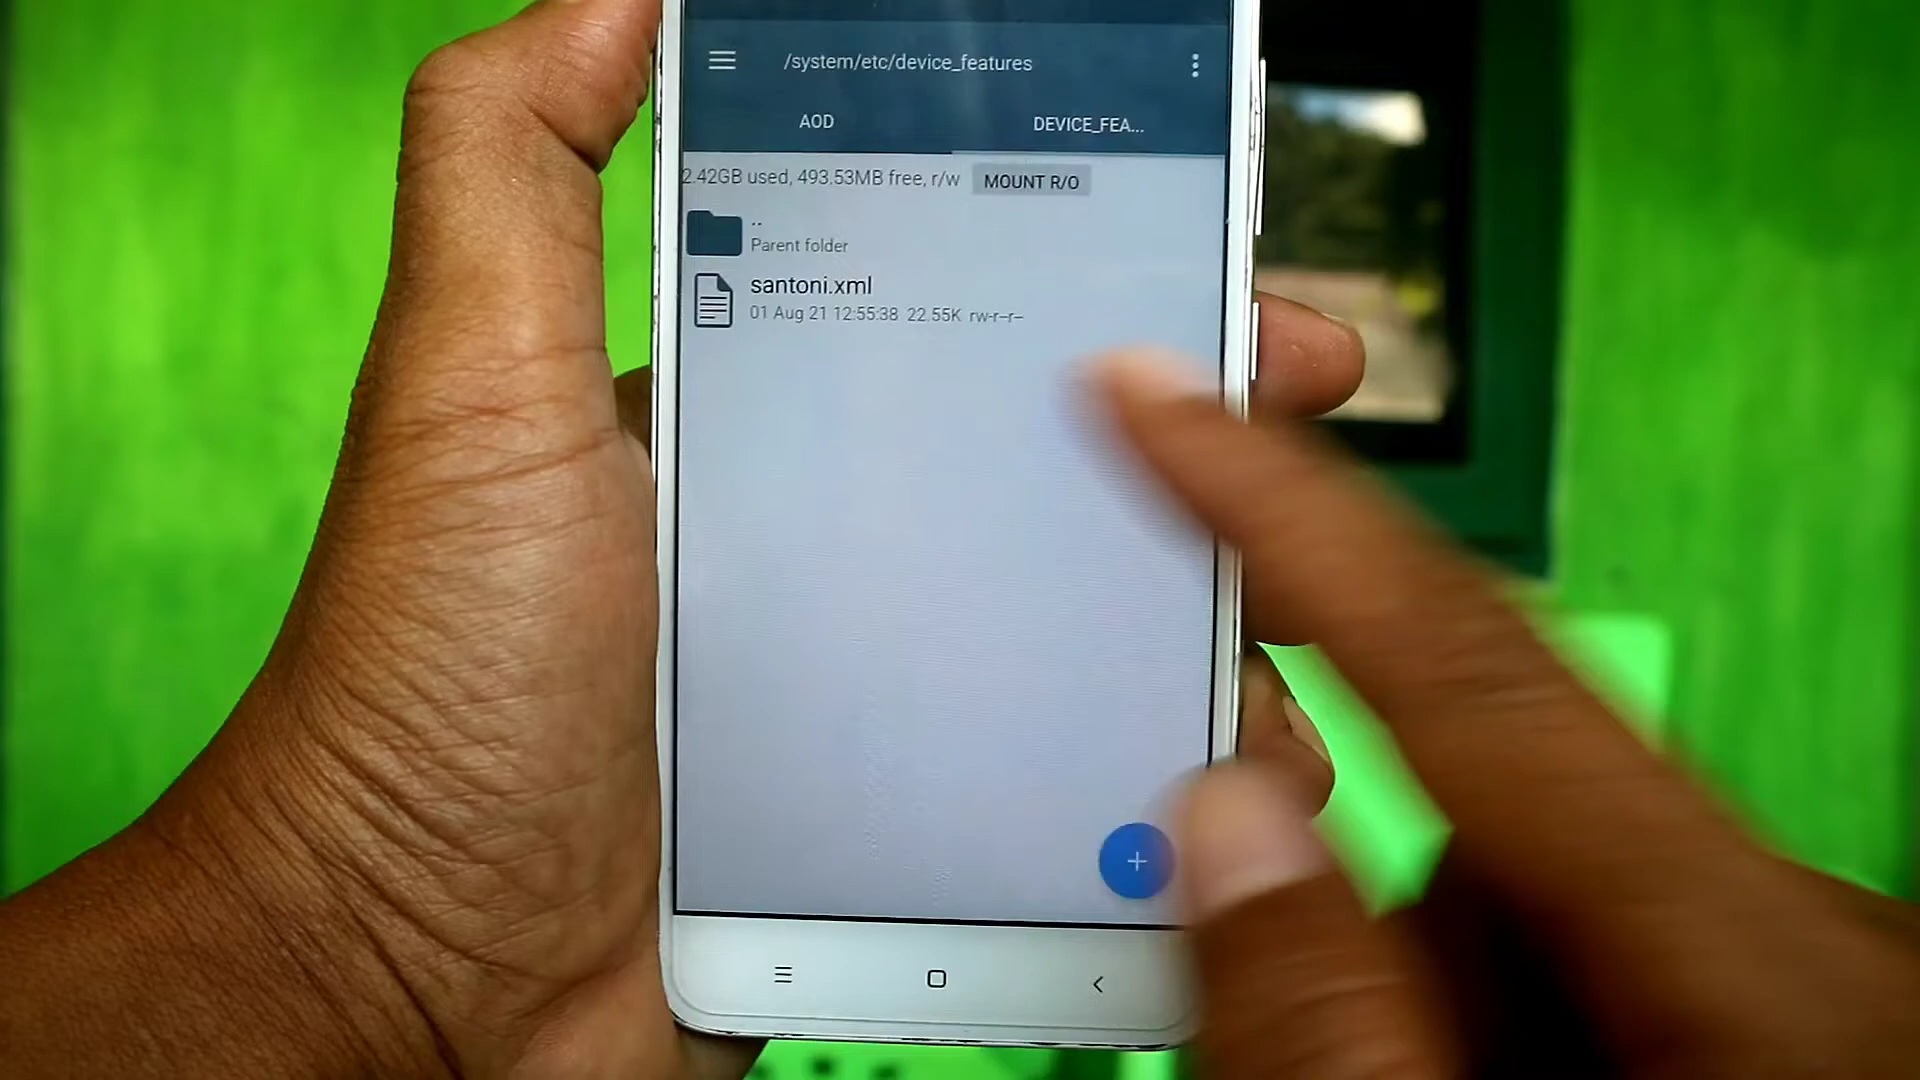 /system/etc/device_features
AOD
DEVICE_FEA...
2.42GB used, 493.53MB free, r/w
MOUNT R/O
..
Parent folder
santoni.xml
01 Aug 21 12:55:38 22.55K rw-r--r--